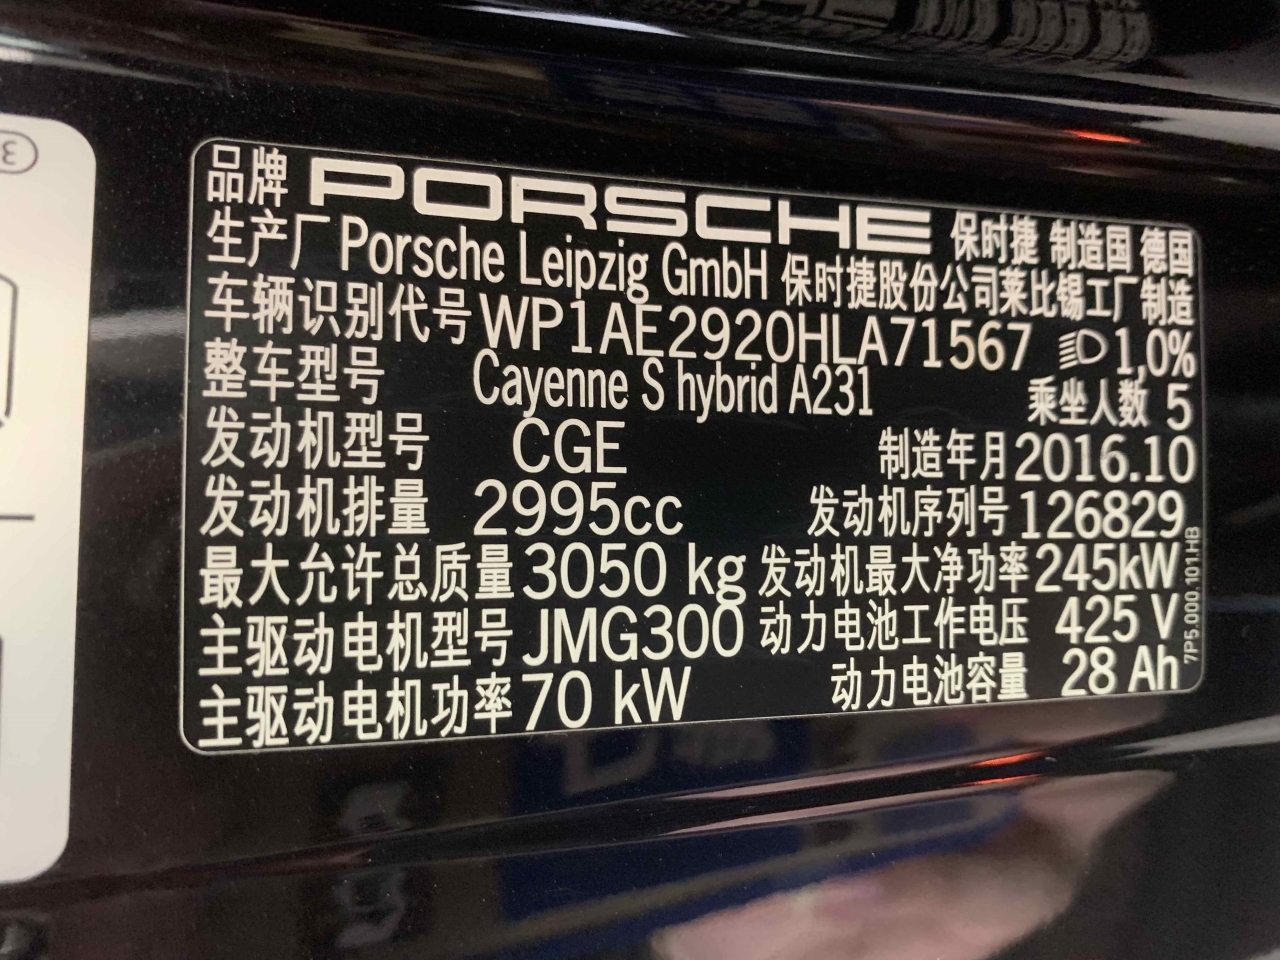 品牌 PORSCHE 保时捷 制造国 德国
生产厂 Porsche Leipzig GmbH 保时捷股份公司莱比锡工厂制造
车辆识别代号 WP1AE2920HLA71567 1,0%
整车型号 Cayenne S hybrid A231 乘坐人数 5
发动机型号 CGE 制造年月 2016.10
发动机排量 2995cc 发动机序列号 126829
最大允许总质量 3050 kg 发动机最大净功率 245kW
主驱动电机型号 JMG300 动力电池工作电压 425 V
主驱动电机功率 70 kW 动力电池容量 28 Ah
7P5.000.101.HB